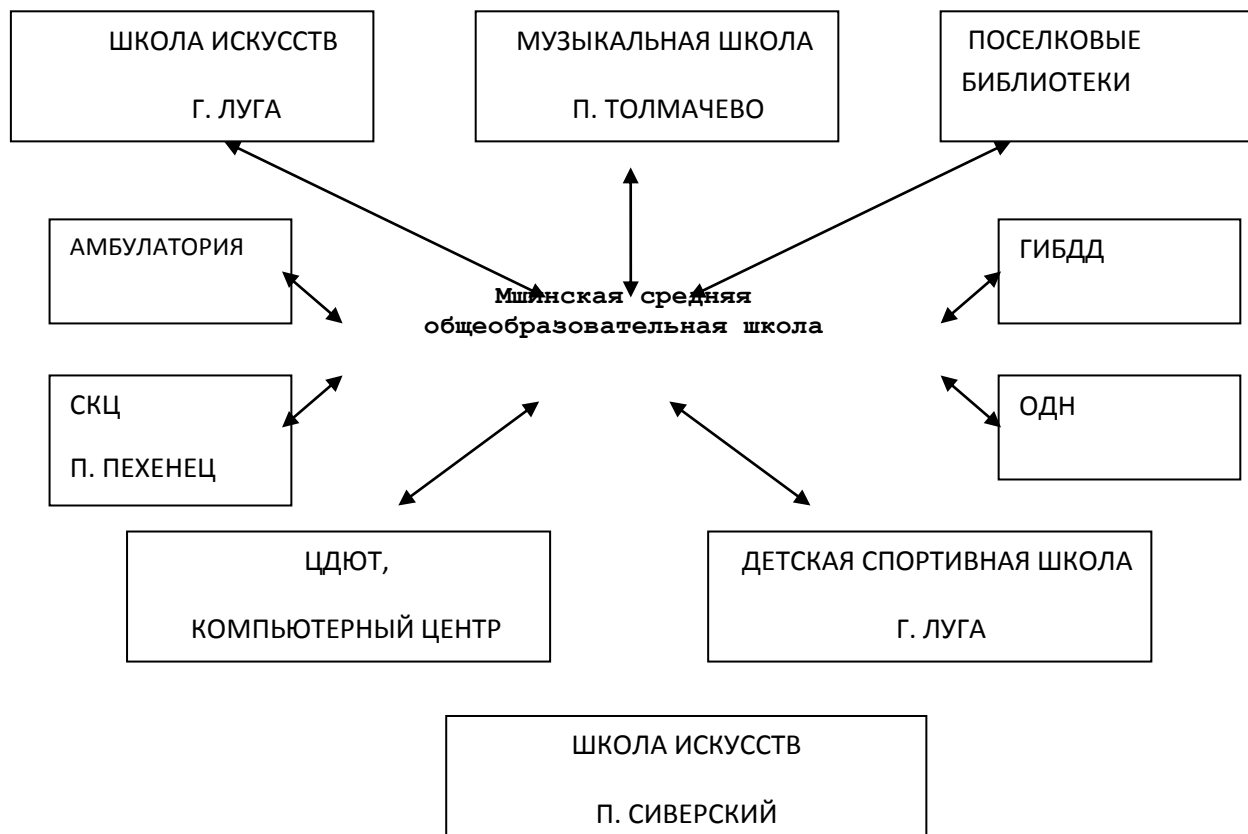 ШКОЛА ИСКУССТВ
Г. ЛУГА
МУЗЫКАЛЬНАЯ ШКОЛА
П. ТОЛМАЧЕВО
ПОСЕЛКОВЫЕ
БИБЛИОТЕКИ
АМБУЛАТОРИЯ
ГИБДД
Мшинская средняя
общеобразовательная школа
СКЦ
П. ПЕХЕНЕЦ
ОДН
ЦДЮТ,
КОМПЬЮТЕРНЫЙ ЦЕНТР
ДЕТСКАЯ СПОРТИВНАЯ ШКОЛА
Г. ЛУГА
ШКОЛА ИСКУССТВ
П. СИВЕРСКИЙ